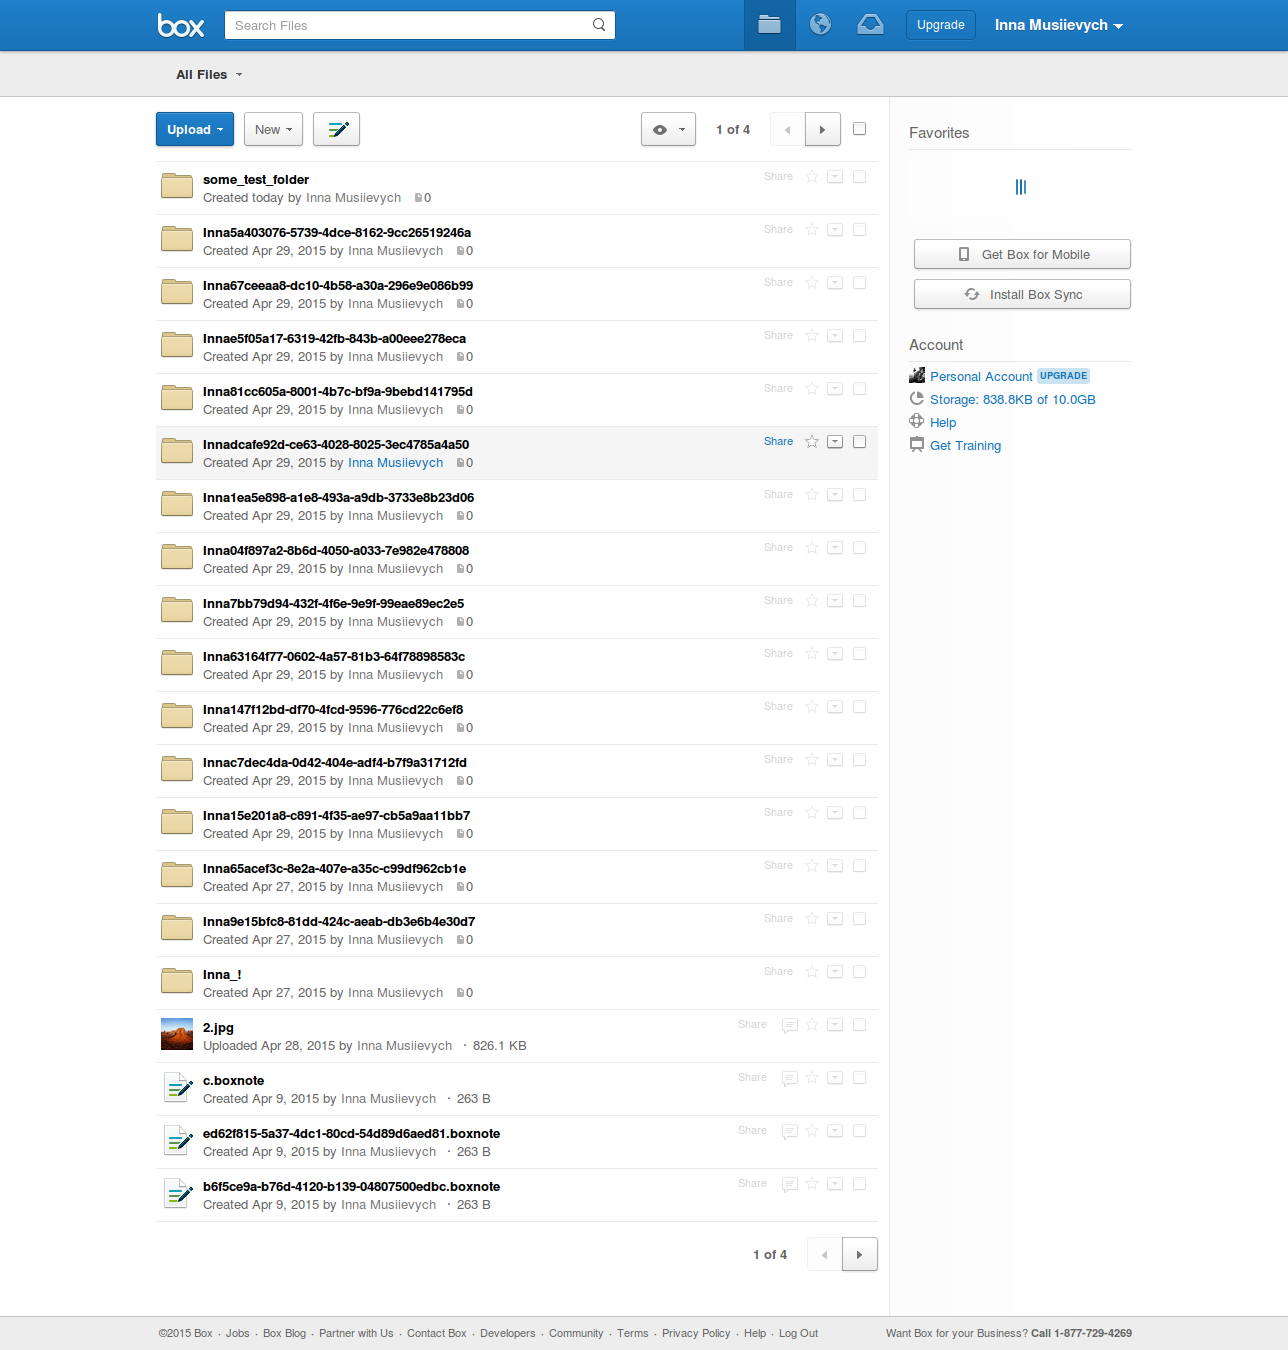 box Search Files Upgrade Inna Musiievych
All Files
Upload New 1 of 4
some_test_folder Share
Created today by Inna Musiievych 0
Inna5a403076-5739-4dce-8162-9cc26519246a Share
Created Apr 29, 2015 by Inna Musiievych 0
Inna67ceeaa8-dc10-4b58-a30a-296e9e086b99 Share
Created Apr 29, 2015 by Inna Musiievych 0
Innae5f05a17-6319-42fb-843b-a00eee278eca Share
Created Apr 29, 2015 by Inna Musiievych 0
Inna81cc605a-8001-4b7c-bf9a-9bebd141795d Share
Created Apr 29, 2015 by Inna Musiievych 0
Innadcafe92d-ce63-4028-8025-3ec4785a4a50 Share
Created Apr 29, 2015 by Inna Musiievych 0
Inna1ea5e898-a1e8-493a-a9db-3733e8b23d06 Share
Created Apr 29, 2015 by Inna Musiievych 0
Inna04f897a2-8b6d-4050-a033-7e982e478808 Share
Created Apr 29, 2015 by Inna Musiievych 0
Inna7bb79d94-432f-4f6e-9e9f-99eae89ec2e5 Share
Created Apr 29, 2015 by Inna Musiievych 0
Inna63164f77-0602-4a57-81b3-64f78898583c Share
Created Apr 29, 2015 by Inna Musiievych 0
Inna147f12bd-df70-4fcd-9596-776cd22c6ef8 Share
Created Apr 29, 2015 by Inna Musiievych 0
Innac7dec4da-0d42-404e-adf4-b7f9a31712fd Share
Created Apr 29, 2015 by Inna Musiievych 0
Inna15e201a8-c891-4f35-ae97-cb5a9aa11bb7 Share
Created Apr 29, 2015 by Inna Musiievych 0
Inna65acef3c-8e2a-407e-a35c-c99df962cb1e Share
Created Apr 27, 2015 by Inna Musiievych 0
Inna9e15bfc8-81dd-424c-aeab-db3e6b4e30d7 Share
Created Apr 27, 2015 by Inna Musiievych 0
Inna_! Share
Created Apr 27, 2015 by Inna Musiievych 0
2.jpg Share
Uploaded Apr 28, 2015 by Inna Musiievych · 826.1 KB
c.boxnote Share
Created Apr 9, 2015 by Inna Musiievych · 263 B
ed62f815-5a37-4dc1-80cd-54d89d6aed81.boxnote Share
Created Apr 9, 2015 by Inna Musiievych · 263 B
b6f5ce9a-b76d-4120-b139-04807500edbc.boxnote Share
Created Apr 9, 2015 by Inna Musiievych · 263 B
1 of 4
Favorites
Get Box for Mobile
Install Box Sync
Account
Personal Account UPGRADE
Storage: 838.8KB of 10.0GB
Help
Get Training
©2015 Box · Jobs · Box Blog · Partner with Us · Contact Box · Developers · Community · Terms · Privacy Policy · Help · Log Out Want Box for your Business? Call 1-877-729-4269